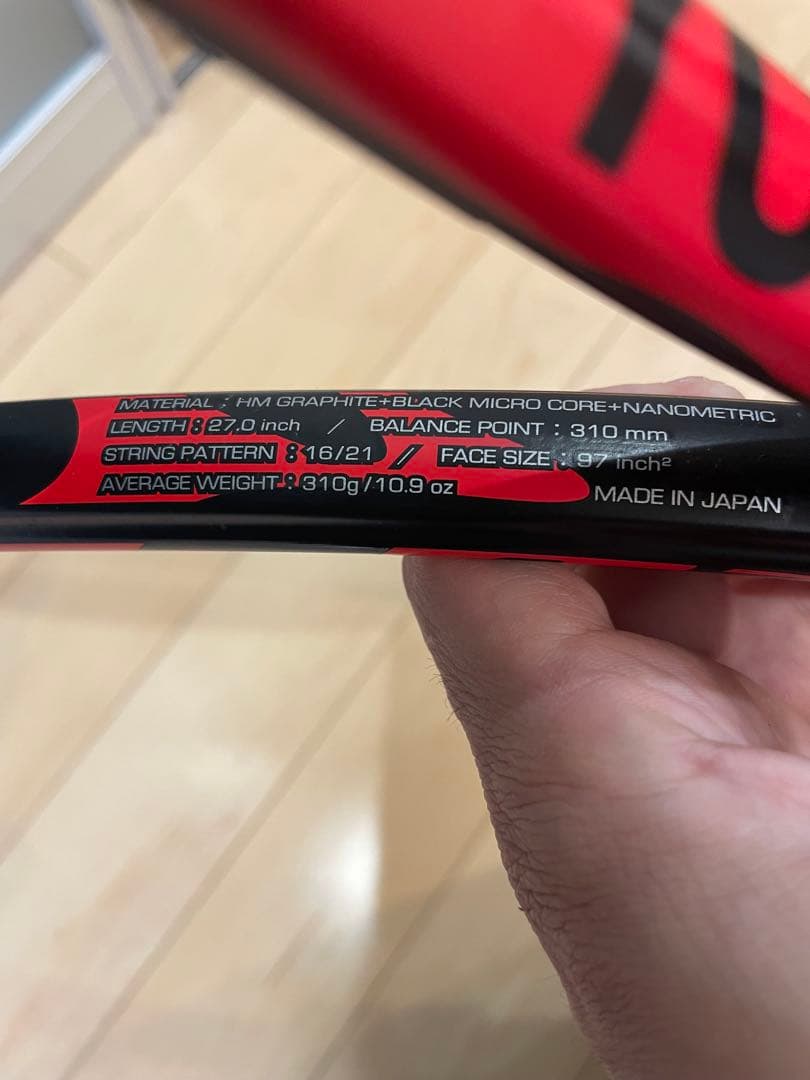 MATERIAL : HM GRAPHITE+BLACK MICRO CORE+NANOMETRIC
LENGTH : 27.0 inch / BALANCE POINT : 310 mm
STRING PATTERN : 16/21 / FACE SIZE : 97 inch²
AVERAGE WEIGHT : 310g/10.9 oz MADE IN JAPAN